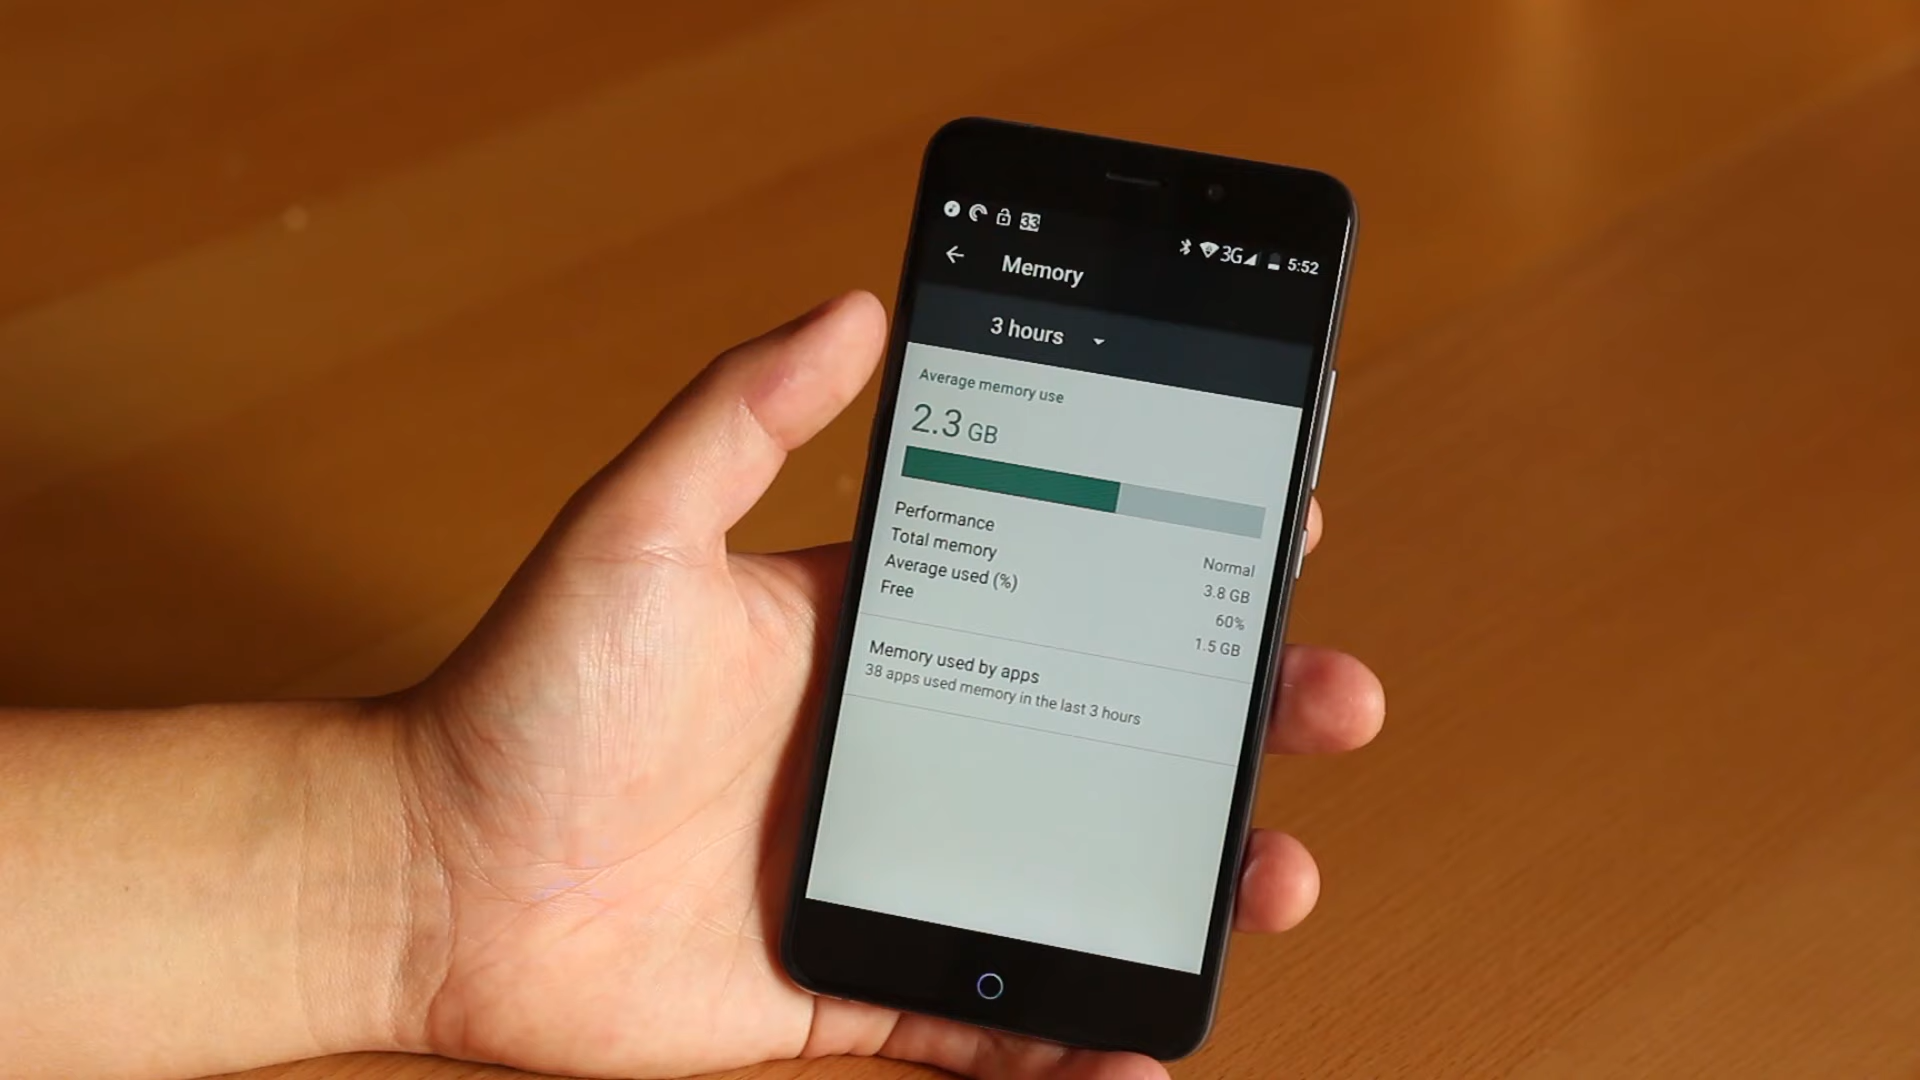 33
3G 5:52
Memory
3 hours
Average memory use
2.3 GB
Performance Normal
Total memory 3.8 GB
Average used (%) 60%
Free 1.5 GB
Memory used by apps
38 apps used memory in the last 3 hours